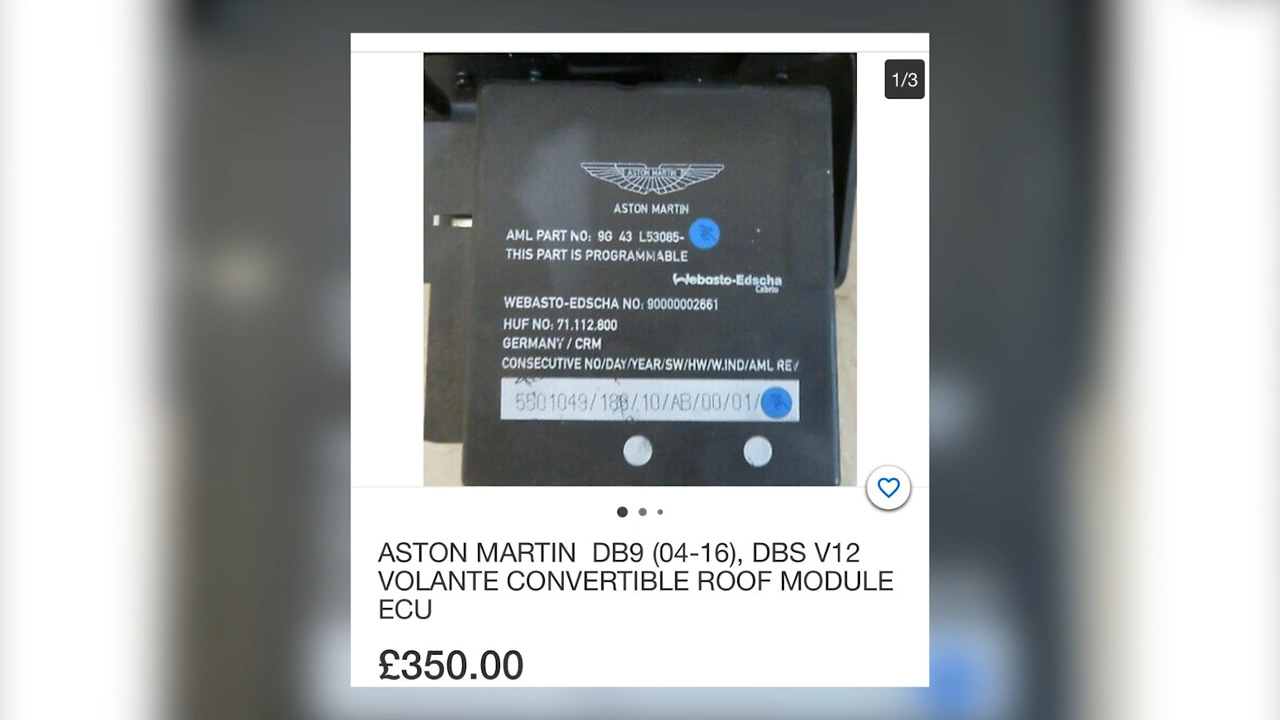 1/3
ASTON MARTIN
ASTON MARTIN
AML PART NO: 9G 43 L53085-
THIS PART IS PROGRAMMABLE
Webasto-Edscha
Cabrio
WEBASTO-EDSCHA NO: 90000002661
HUF NO: 71.112.800
GERMANY / CRM
CONSECUTIVE NO/DAY/YEAR/SW/HW/W.IND/AML REV
ASTON MARTIN DB9 (04-16), DBS V12
VOLANTE CONVERTIBLE ROOF MODULE
ECU
£350.00